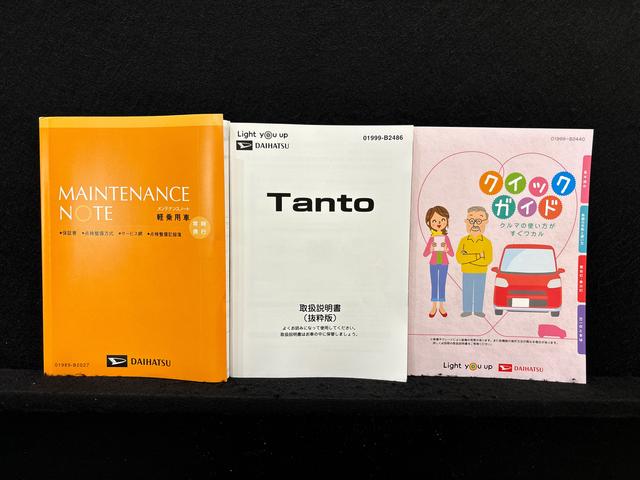 MAINTENANCE
NOTE
メンテナンスノート
軽乗用車
●保証書 ●点検整備方式 ●サービス網 ●点検整備記録簿
DAIHATSU
01999-B2027
Light you up
DAIHATSU
01999-B2486
Tanto
取扱説明書
（抜粋版）
よくお読みになって使用してください。
取扱説明書はお車の中に保管しましょう。
01999-B2440
クイック
ガイド
クルマの使い方が
すぐワカル
Light you up
DAIHATSU